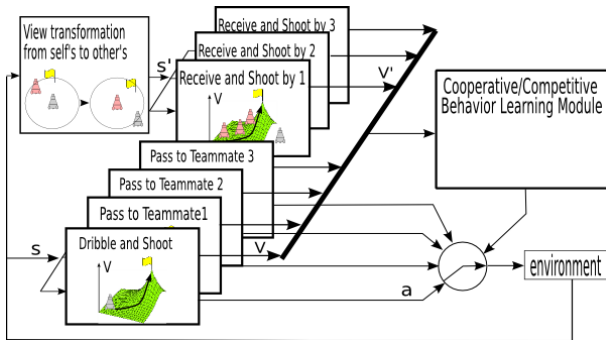 View transformation
from self's to other's
Receive and Shoot by 3
Receive and Shoot by 2
Receive and Shoot by 1
s'
V'
V
Cooperative/Competitive
Behavior Learning Module
Pass to Teammate 3
Pass to Teammate 2
Pass to Teammate1
Dribble and Shoot
s
V
V
a
environment